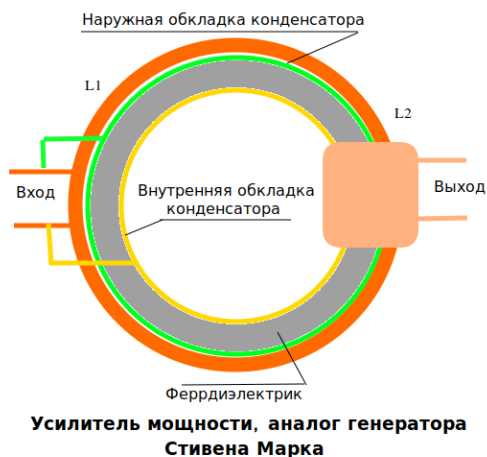 Наружная обкладка конденсатора
L1
L2
Вход
Внутренняя обкладка
конденсатора
Выход
Феррдиэлектрик
Усилитель мощности, аналог генератора
Стивена Марка